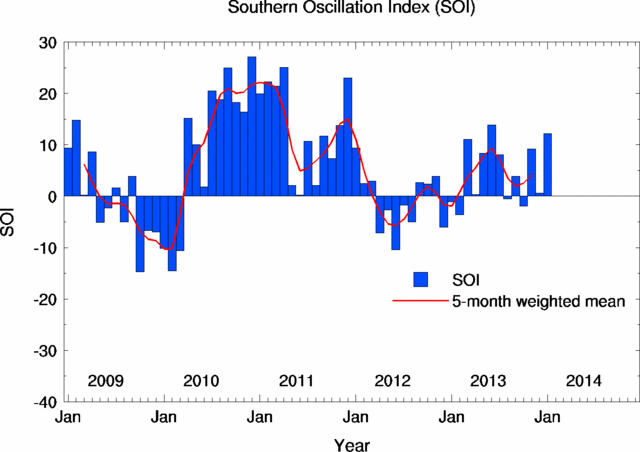 Southern Oscillation Index (SOI)
30
20
10
0
-10
-20
-30
-40
SOI
SOI
5-month weighted mean
2009 2010 2011 2012 2013 2014
Jan Jan Jan Jan Jan Jan
Year